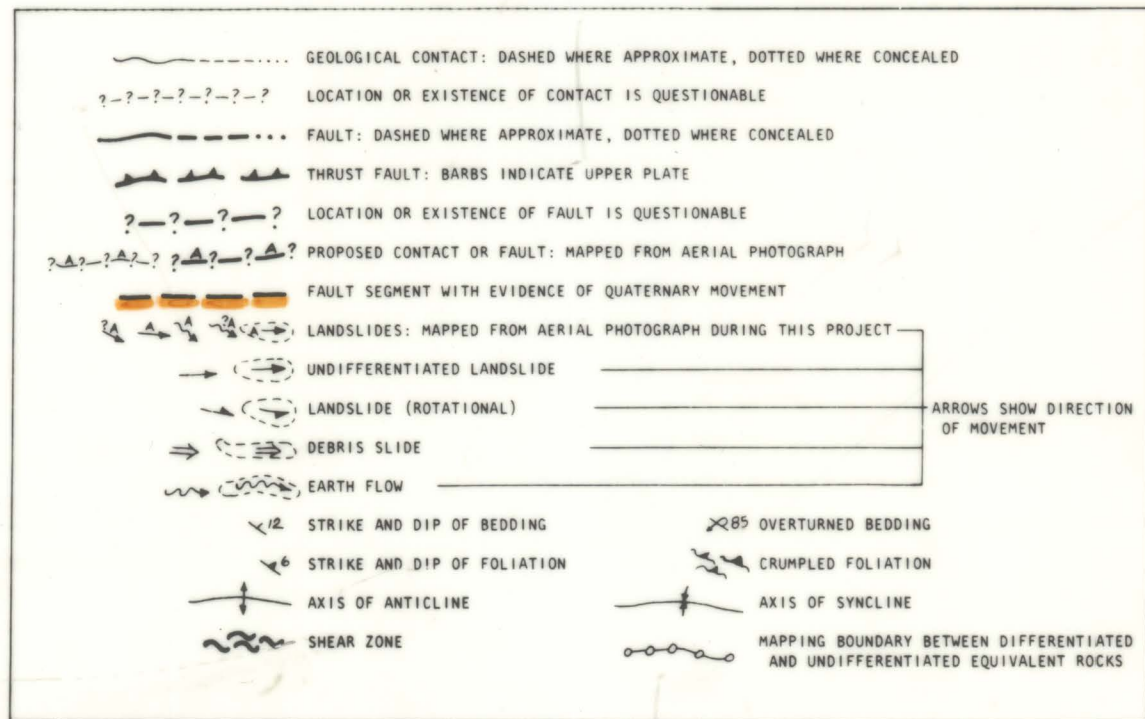 GEOLOGICAL CONTACT: DASHED WHERE APPROXIMATE, DOTTED WHERE CONCEALED
?-?-?-?-?-?-? LOCATION OR EXISTENCE OF CONTACT IS QUESTIONABLE
FAULT: DASHED WHERE APPROXIMATE, DOTTED WHERE CONCEALED
THRUST FAULT: BARBS INDICATE UPPER PLATE
?—?—?—?—? LOCATION OR EXISTENCE OF FAULT IS QUESTIONABLE
?A?—?A?—? ?A?—?A? PROPOSED CONTACT OR FAULT: MAPPED FROM AERIAL PHOTOGRAPH
FAULT SEGMENT WITH EVIDENCE OF QUATERNARY MOVEMENT
?A A A ?A A LANDSLIDES: MAPPED FROM AERIAL PHOTOGRAPH DURING THIS PROJECT
UNDIFFERENTIATED LANDSLIDE
LANDSLIDE (ROTATIONAL)
ARROWS SHOW DIRECTION
OF MOVEMENT
DEBRIS SLIDE
EARTH FLOW
12 STRIKE AND DIP OF BEDDING
85 OVERTURNED BEDDING
6 STRIKE AND DIP OF FOLIATION
CRUMPLED FOLIATION
AXIS OF ANTICLINE
AXIS OF SYNCLINE
SHEAR ZONE
MAPPING BOUNDARY BETWEEN DIFFERENTIATED
AND UNDIFFERENTIATED EQUIVALENT ROCKS